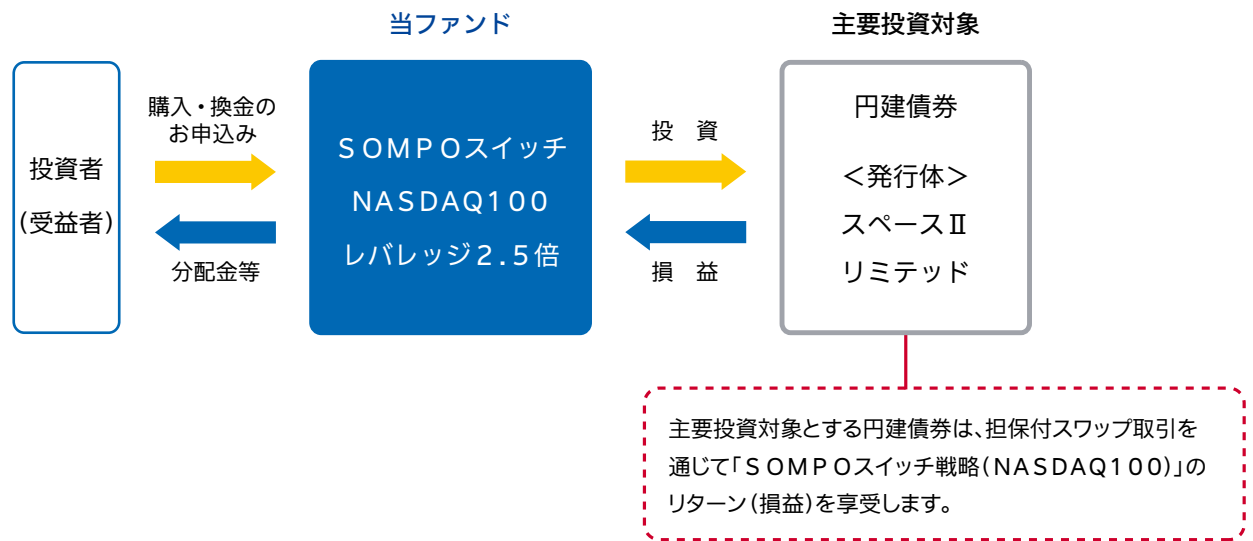 当ファンド
主要投資対象
投資者
(受益者)
購入・換金の
お申込み
分配金等
SOMPOスイッチ
NASDAQ100
レバレッジ2.5倍
投 資
損 益
円建債券
<発行体>
スペースⅡ
リミテッド
主要投資対象とする円建債券は、担保付スワップ取引を
通じて「SOMPOスイッチ戦略(NASDAQ100)」の
リターン(損益)を享受します。